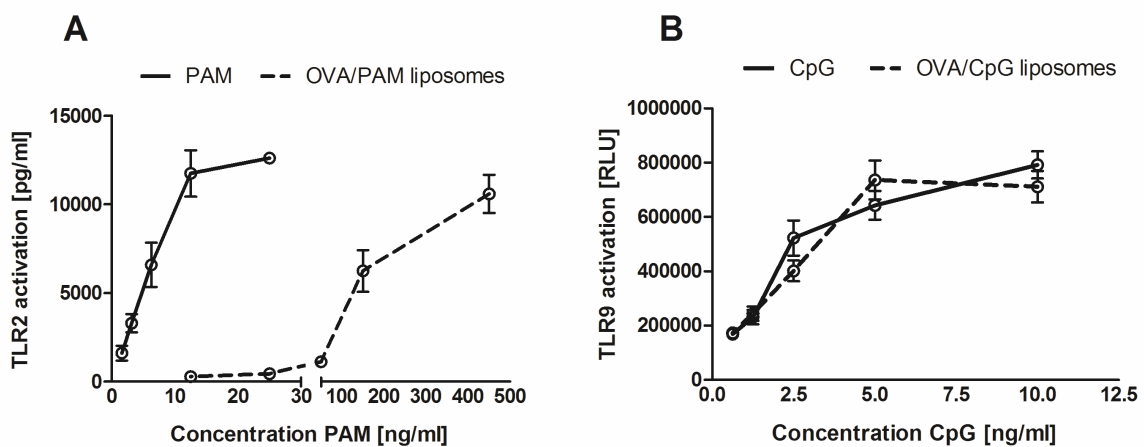 A
PAM
OVA/PAM liposomes
TLR2 activation [pg/ml]
15000
10000
5000
0
0
10
20
30
100
200
300
400
500
Concentration PAM [ng/ml]
B
CpG
OVA/CpG liposomes
TLR9 activation [RLU]
1000000
800000
600000
400000
200000
0
0.0
2.5
5.0
7.5
10.0
12.5
Concentration CpG [ng/ml]